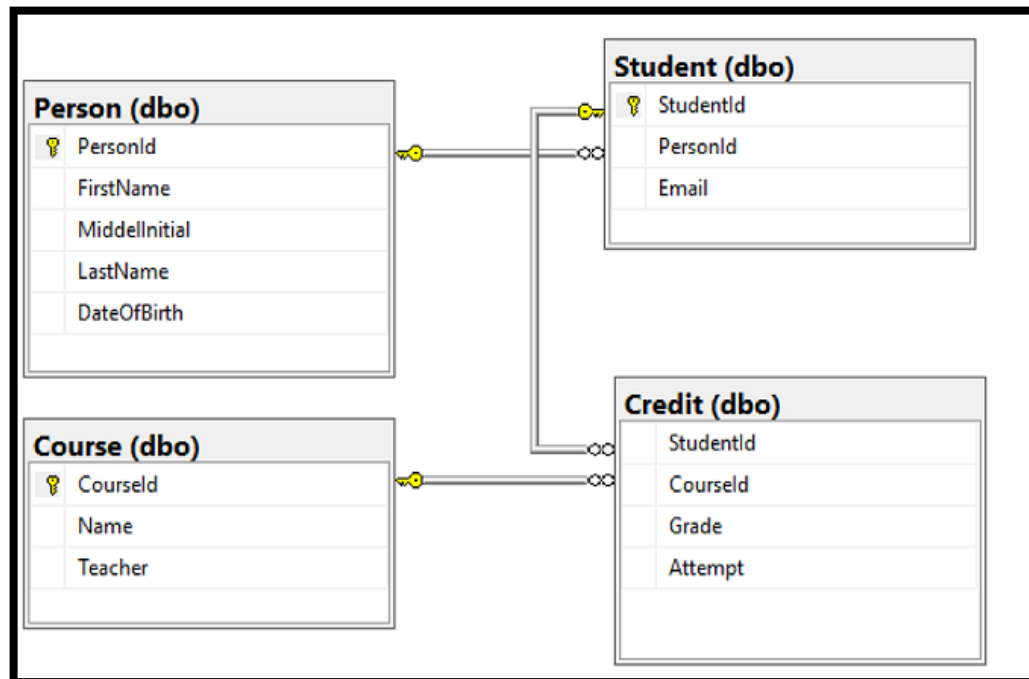 Person (dbo)
PersonId
FirstName
MiddelInitial
LastName
DateOfBirth
Student (dbo)
StudentId
PersonId
Email
Course (dbo)
CourseId
Name
Teacher
Credit (dbo)
StudentId
CourseId
Grade
Attempt